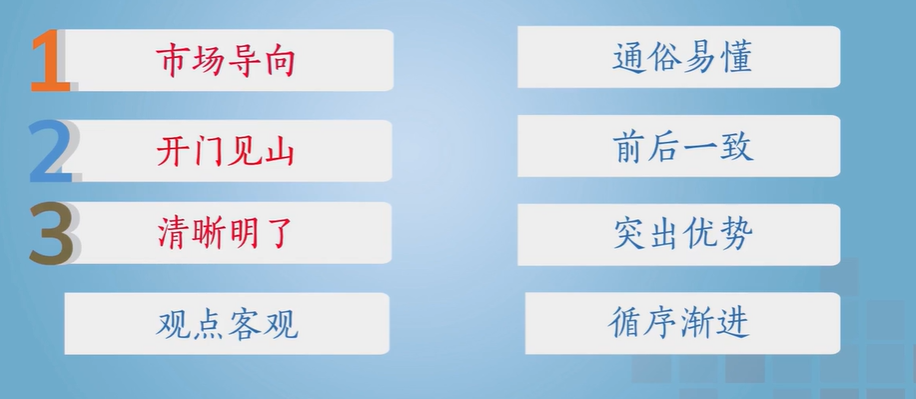 1 市场导向
2 开门见山
3 清晰明了
观点客观
通俗易懂
前后一致
突出优势
循序渐进